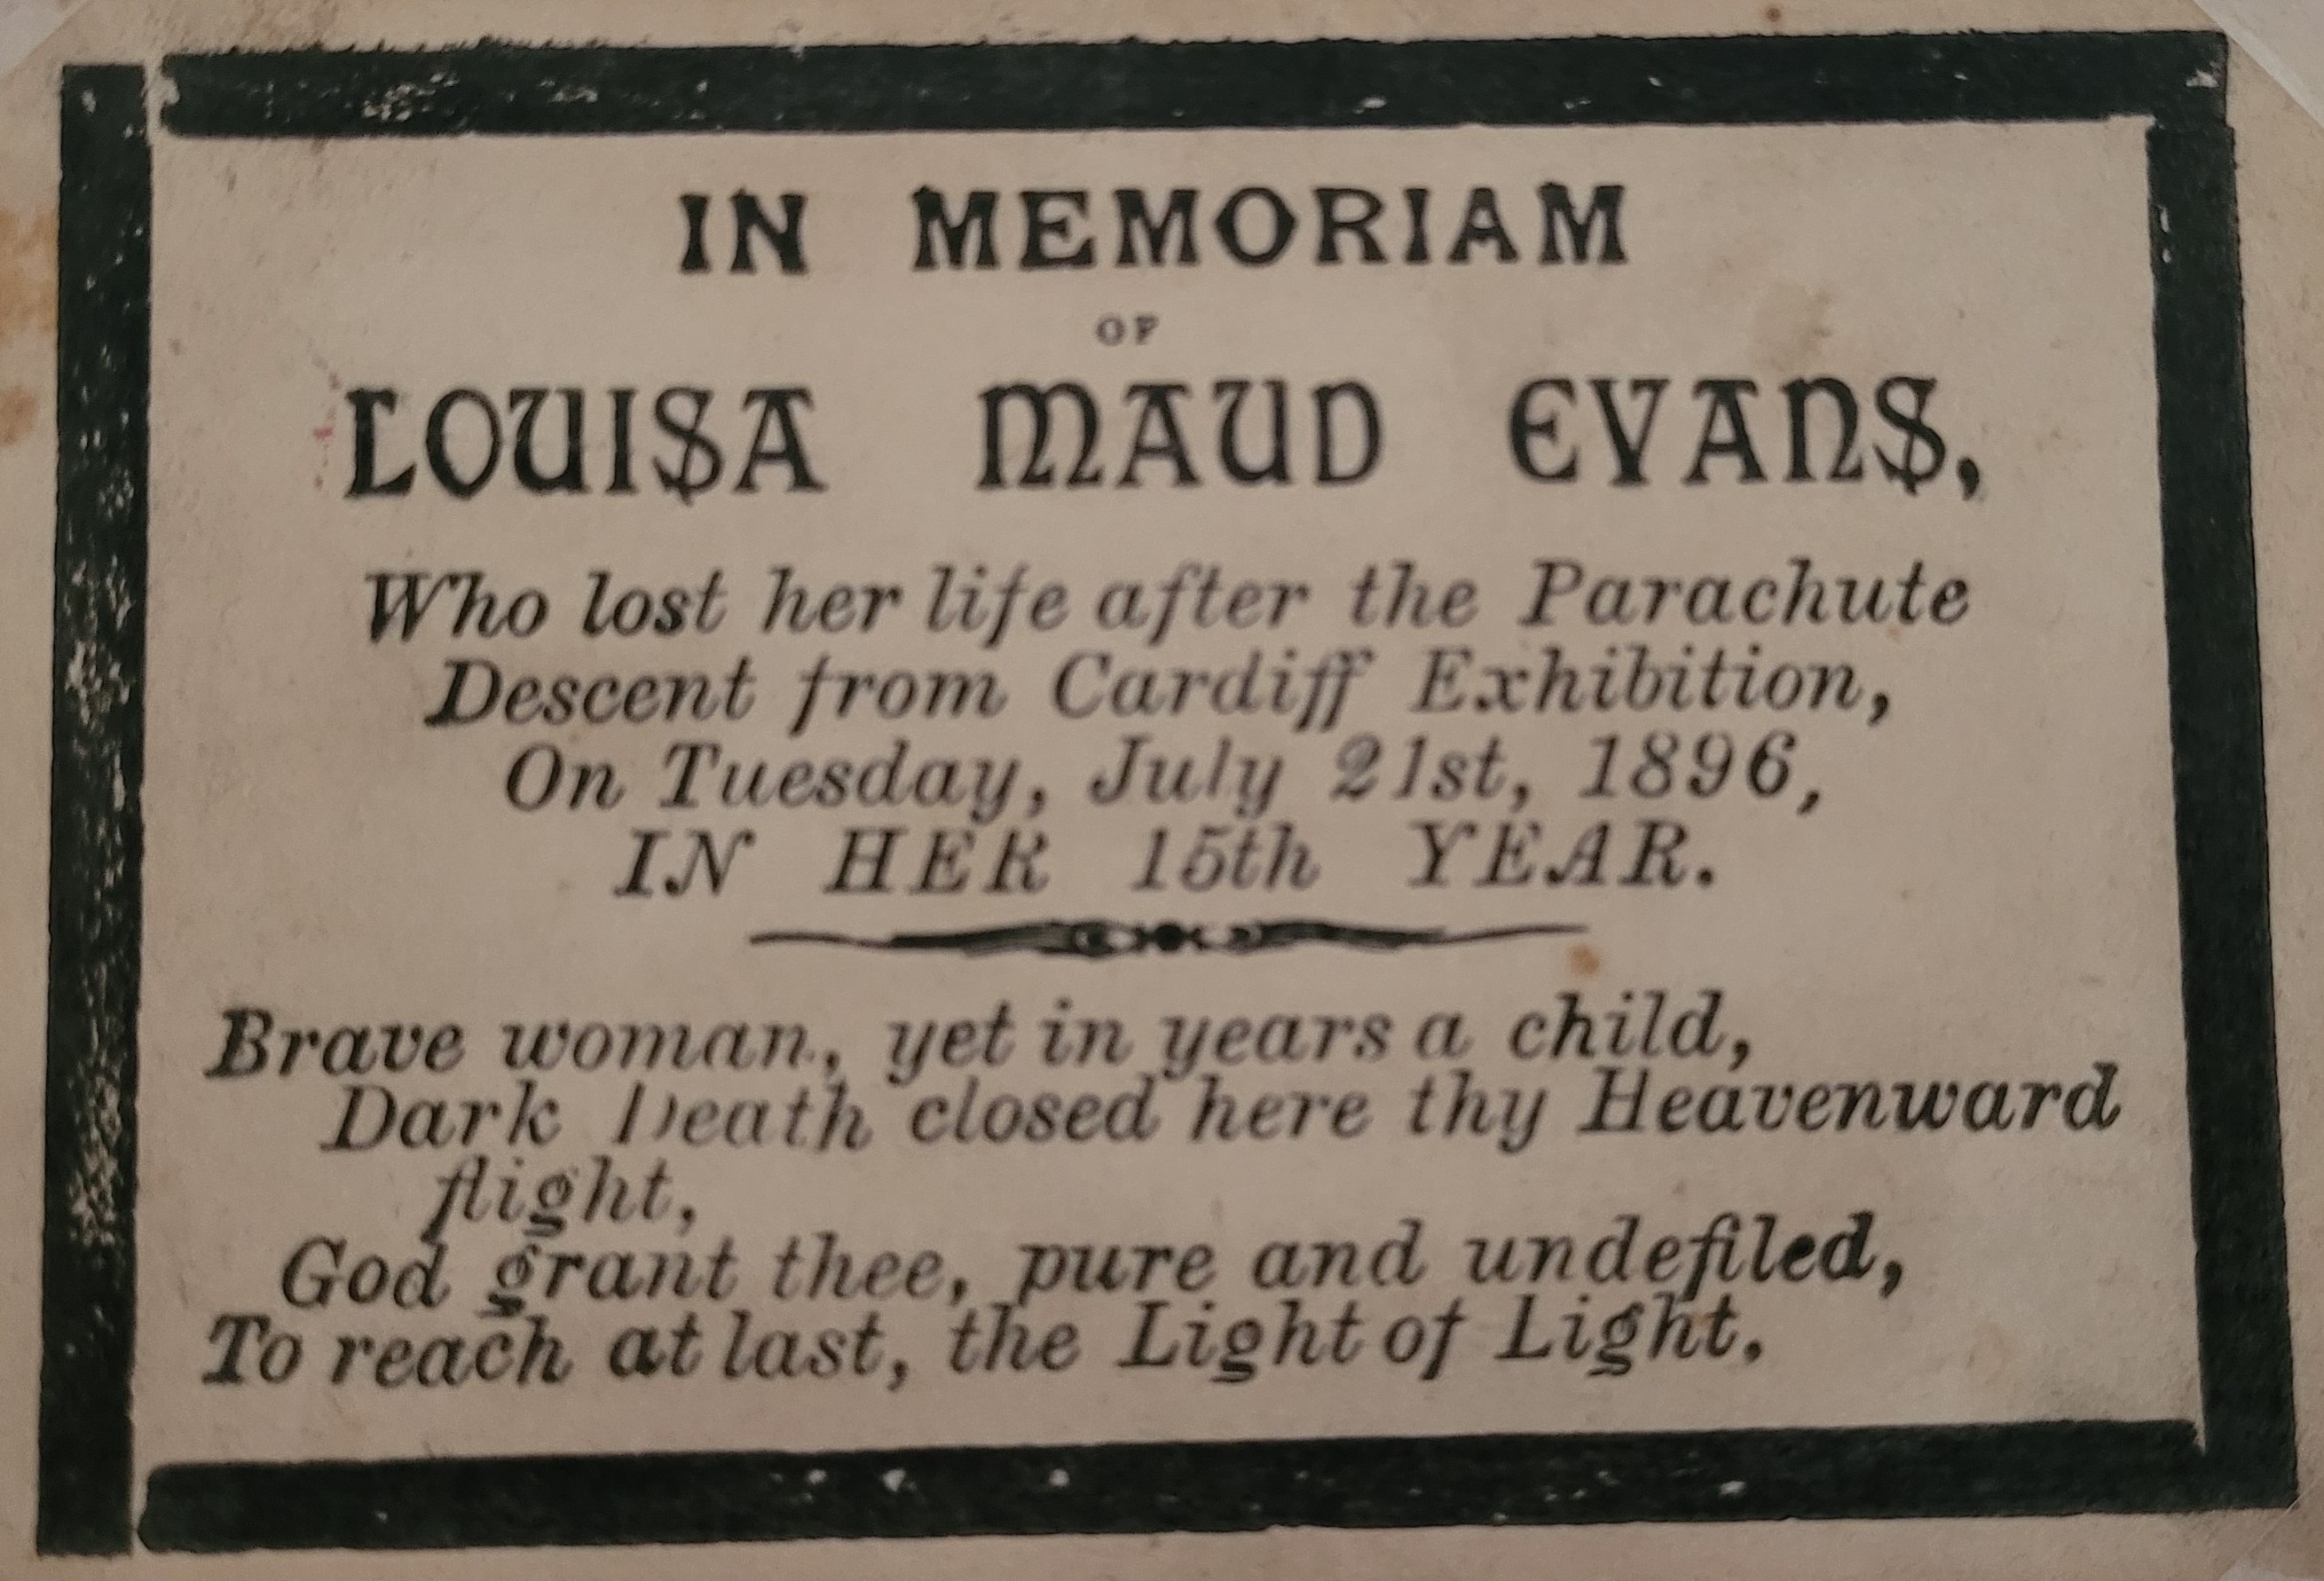 IN MEMORIAM
OF
LOUISA MAUD EVANS,
Who lost her life after the Parachute
Descent from Cardiff Exhibition,
On Tuesday, July 21st, 1896,
IN HER 15th YEAR.
Brave woman, yet in years a child,
Dark Death closed here thy Heavenward
flight,
God grant thee, pure and undefiled,
To reach at last, the Light of Light.